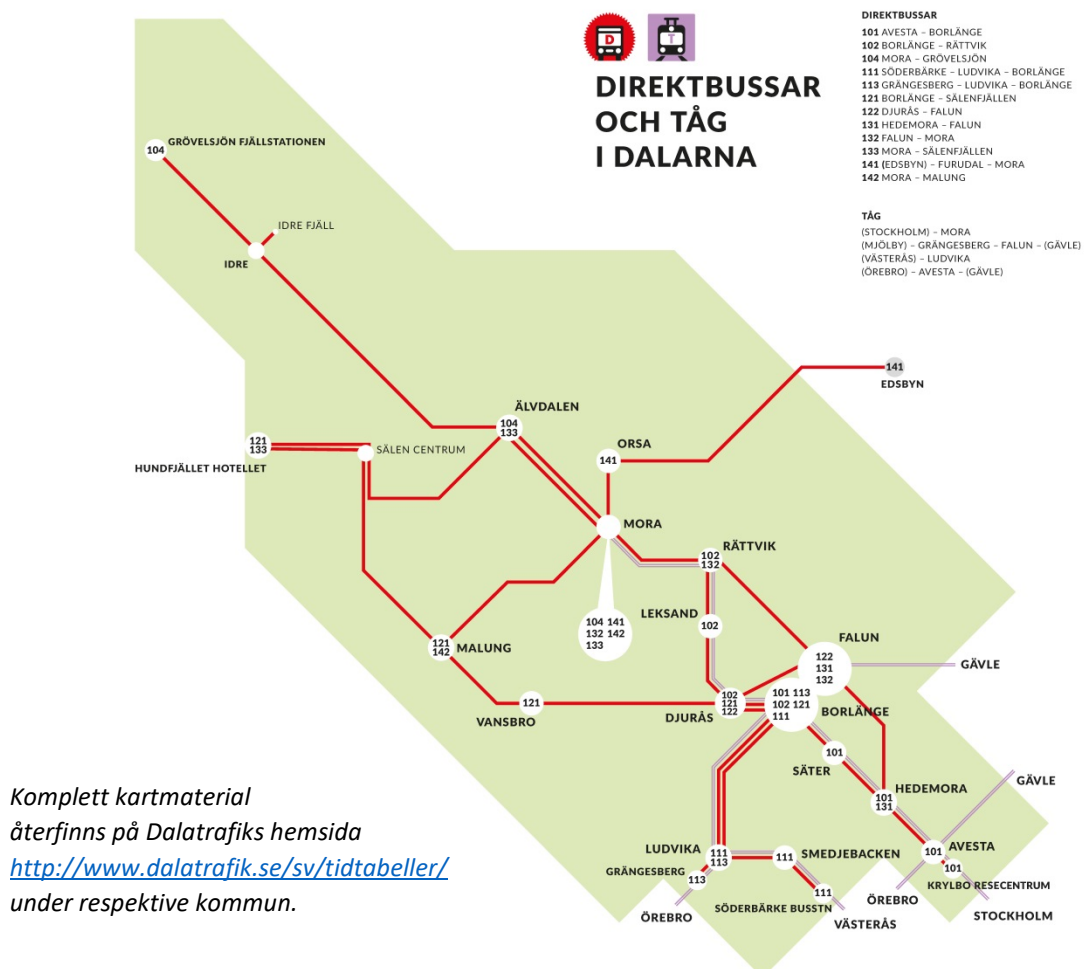 D
T
DIREKTBUSSAR
OCH TÅG
I DALARNA
DIREKTBUSSAR
101 AVESTA – BORLÄNGE
102 BORLÄNGE – RÄTTVIK
104 MORA – GRÖVELSJÖN
111 SÖDERBÄRKE – LUDVIKA – BORLÄNGE
113 GRÄNGESBERG – LUDVIKA – BORLÄNGE
121 BORLÄNGE – SÄLENFJÄLLEN
122 DJURÅS – FALUN
131 HEDEMORA – FALUN
132 FALUN – MORA
133 MORA – SÄLENFJÄLLEN
141 (EDSBYN) – FURUDAL – MORA
142 MORA – MALUNG
TÅG
(STOCKHOLM) – MORA
(MJÖLBY) – GRÄNGESBERG – FALUN – (GÄVLE)
(VÄSTERÅS) – LUDVIKA
(ÖREBRO) – AVESTA – (GÄVLE)
GRÖVELSJÖN FJÄLLSTATIONEN
104
IDRE FJÄLL
IDRE
141
EDSBYN
ÄLVDALEN
104
133
121
133
HUNDFJÄLLET HOTELLET
SÄLEN CENTRUM
ORSA
141
MORA
RÄTTVIK
102
132
104 141
132 142
133
LEKSAND
102
121
142
MALUNG
FALUN
122
131
132
GÄVLE
121
VANSBRO
102
121
122
DJURÅS
101 113
102 121
111
BORLÄNGE
101
SÄTER
HEDEMORA
101
131
GÄVLE
LUDVIKA
111
113
111
SMEDJEBACKEN
101
AVESTA
GRÄNGESBERG
113
101
KRYLBO RESECENTRUM
111
SÖDERBÄRKE BUSSTN
ÖREBRO
VÄSTERÅS
ÖREBRO
STOCKHOLM
Komplett kartmaterial
återfinns på Dalatrafiks hemsida
http://www.dalatrafik.se/sv/tidtabeller/
under respektive kommun.